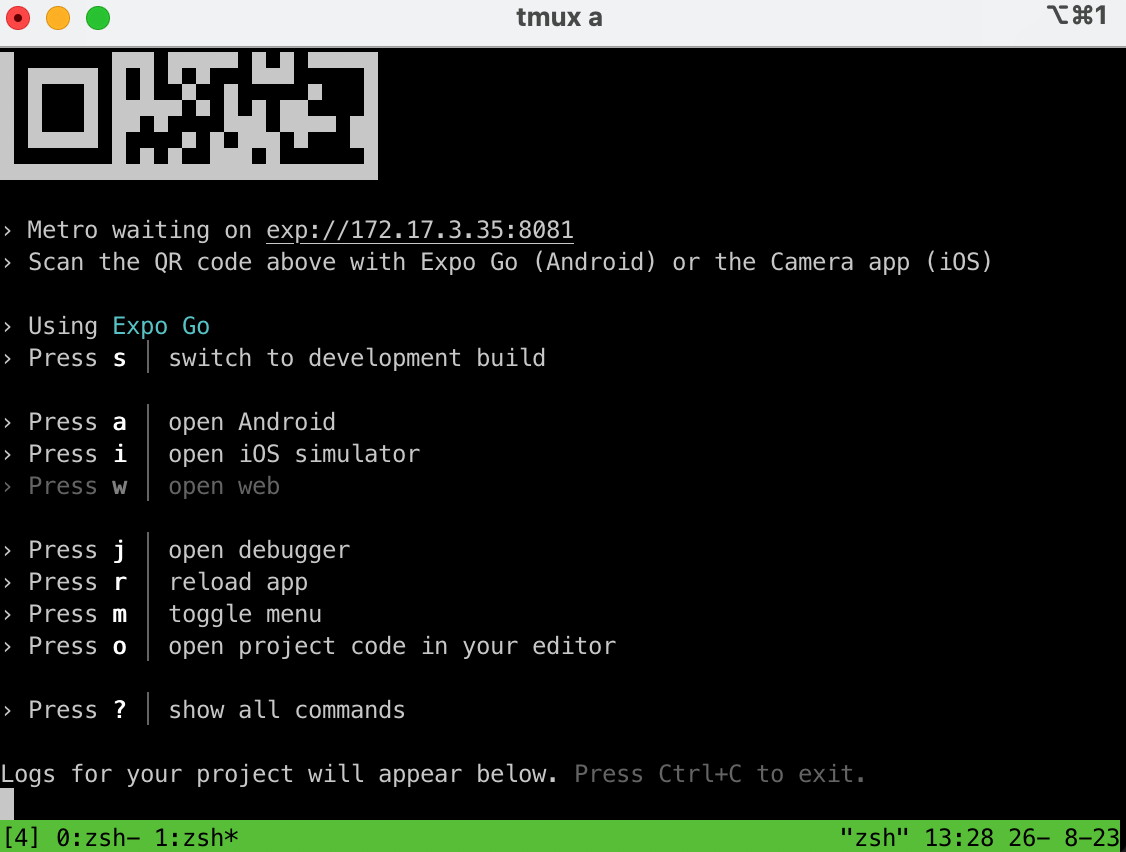 tmux a
⌥⌘1
› Metro waiting on exp://172.17.3.35:8081
› Scan the QR code above with Expo Go (Android) or the Camera app (iOS)
› Using Expo Go
› Press s │ switch to development build
› Press a │ open Android
› Press i │ open iOS simulator
› Press w │ open web
› Press j │ open debugger
› Press r │ reload app
› Press m │ toggle menu
› Press o │ open project code in your editor
› Press ? │ show all commands
Logs for your project will appear below. Press Ctrl+C to exit.
[4] 0:zsh- 1:zsh* "zsh" 13:28 26- 8-23